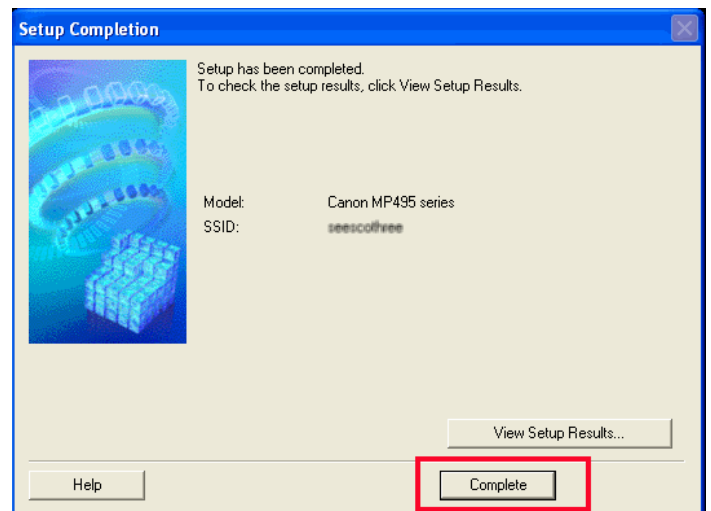 Setup Completion
Setup has been completed.
To check the setup results, click View Setup Results.
Model: Canon MP495 series
SSID:
View Setup Results...
Help
Complete